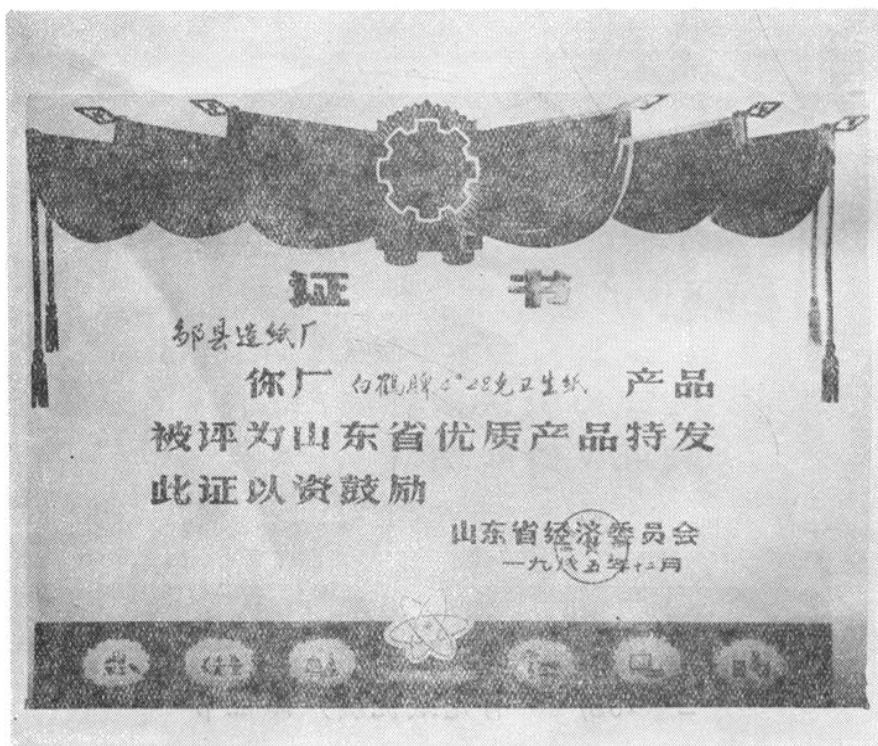 证书
邹县造纸厂
你厂 白鹤牌4#28克卫生纸 产品
被评为山东省优质产品特发
此证以资鼓励
山东省经济委员会
一九八五年十二月